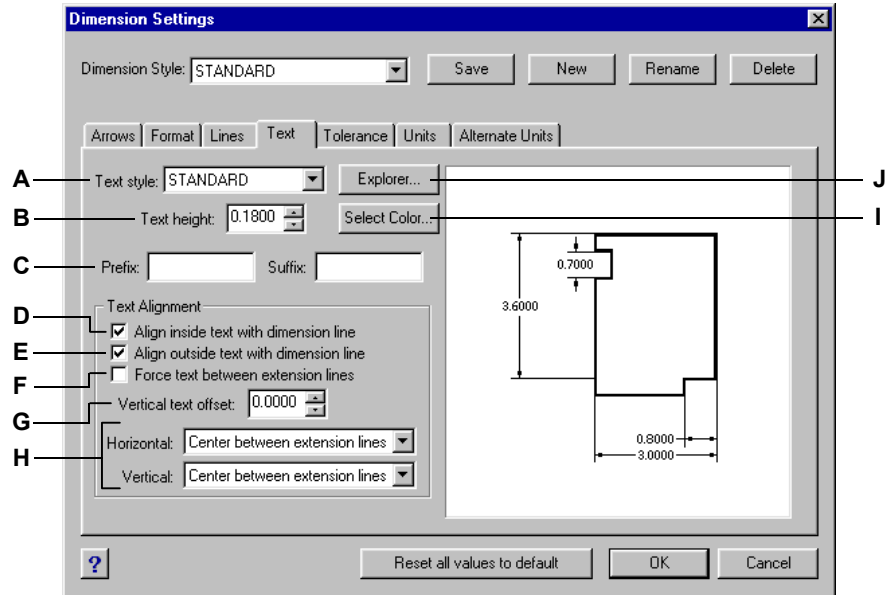 Dimension Settings
Dimension Style: STANDARD Save New Rename Delete
Arrows Format Lines Text Tolerance Units Alternate Units
A Text style: STANDARD Explorer... J
B Text height: 0.1800 Select Color... I
C Prefix: Suffix:
0.7000
3.6000
0.8000
3.0000
Text Alignment
D Align inside text with dimension line
E Align outside text with dimension line
F Force text between extension lines
G Vertical text offset: 0.0000
H Horizontal: Center between extension lines
Vertical: Center between extension lines
? Reset all values to default OK Cancel